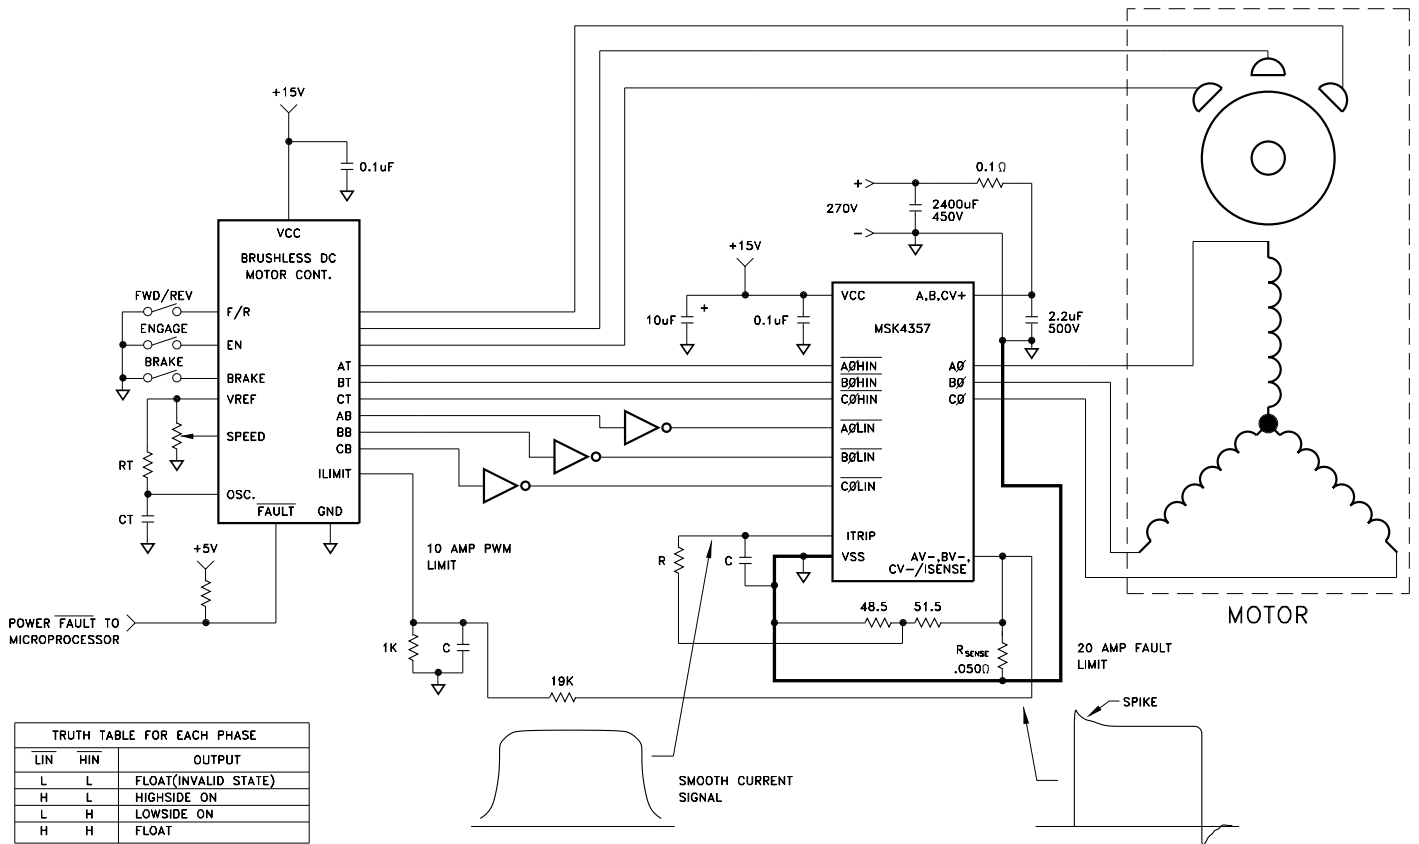 +15V
0.1uF
VCC
BRUSHLESS DC
MOTOR CONT.
FWD/REV
F/R
ENGAGE
EN
BRAKE
BRAKE
VREF
SPEED
RT
OSC.
CT
FAULT
GND
AT
BT
CT
AB
BB
CB
ILIMIT
+5V
POWER FAULT TO
MICROPROCESSOR
10 AMP PWM
LIMIT
1K
C
19K
+
270V
−
2400uF
450V
0.1Ω
+15V
10uF
+
0.1uF
VCC
A,B,CV+
MSK4357
2.2uF
500V
AØHIN
BØHIN
CØHIN
AØLIN
BØLIN
CØLIN
AØ
BØ
CØ
ITRIP
VSS
AV-,BV-,
CV-/ISENSE
R
C
48.5
51.5
RSENSE
.050Ω
20 AMP FAULT
LIMIT
MOTOR
SPIKE
SMOOTH CURRENT
SIGNAL
TRUTH TABLE FOR EACH PHASE
LIN HIN OUTPUT
L L FLOAT(INVALID STATE)
H L HIGHSIDE ON
L H LOWSIDE ON
H H FLOAT